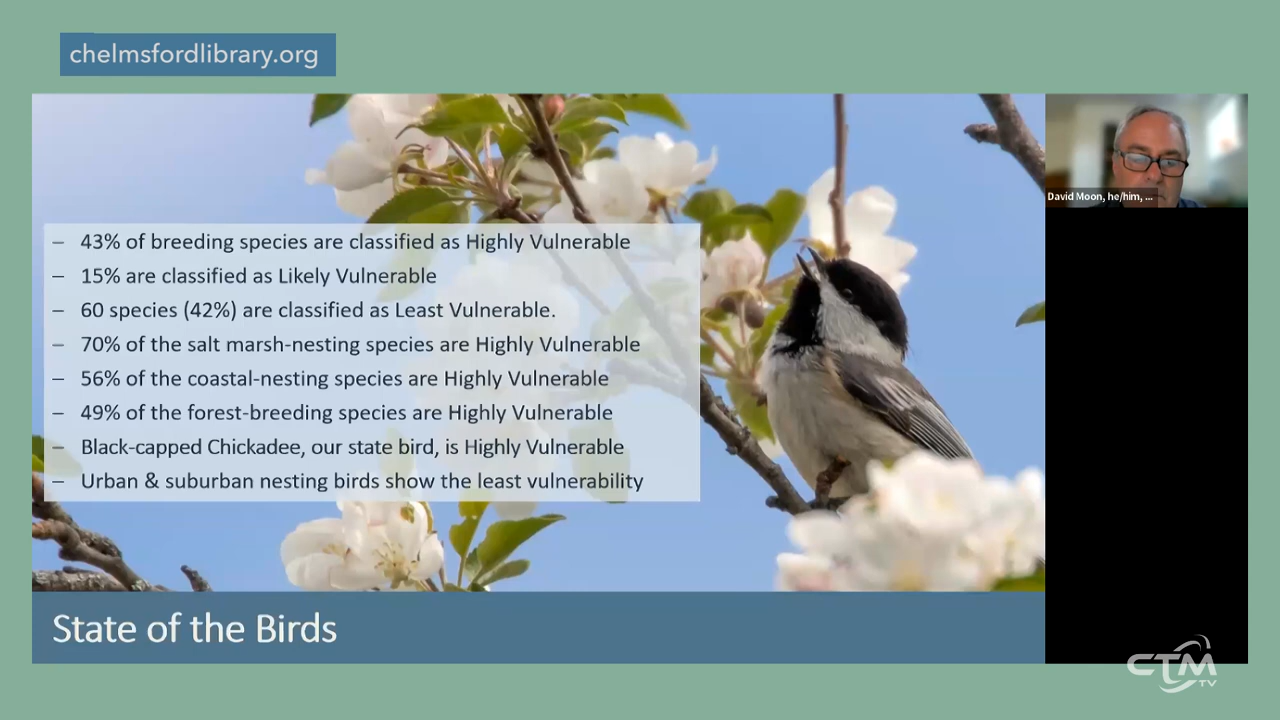 chelmsfordlibrary.org
– 43% of breeding species are classified as Highly Vulnerable
– 15% are classified as Likely Vulnerable
– 60 species (42%) are classified as Least Vulnerable.
– 70% of the salt marsh-nesting species are Highly Vulnerable
– 56% of the coastal-nesting species are Highly Vulnerable
– 49% of the forest-breeding species are Highly Vulnerable
– Black-capped Chickadee, our state bird, is Highly Vulnerable
– Urban & suburban nesting birds show the least vulnerability
State of the Birds
David Moon, he/him, ...
CTM
TV